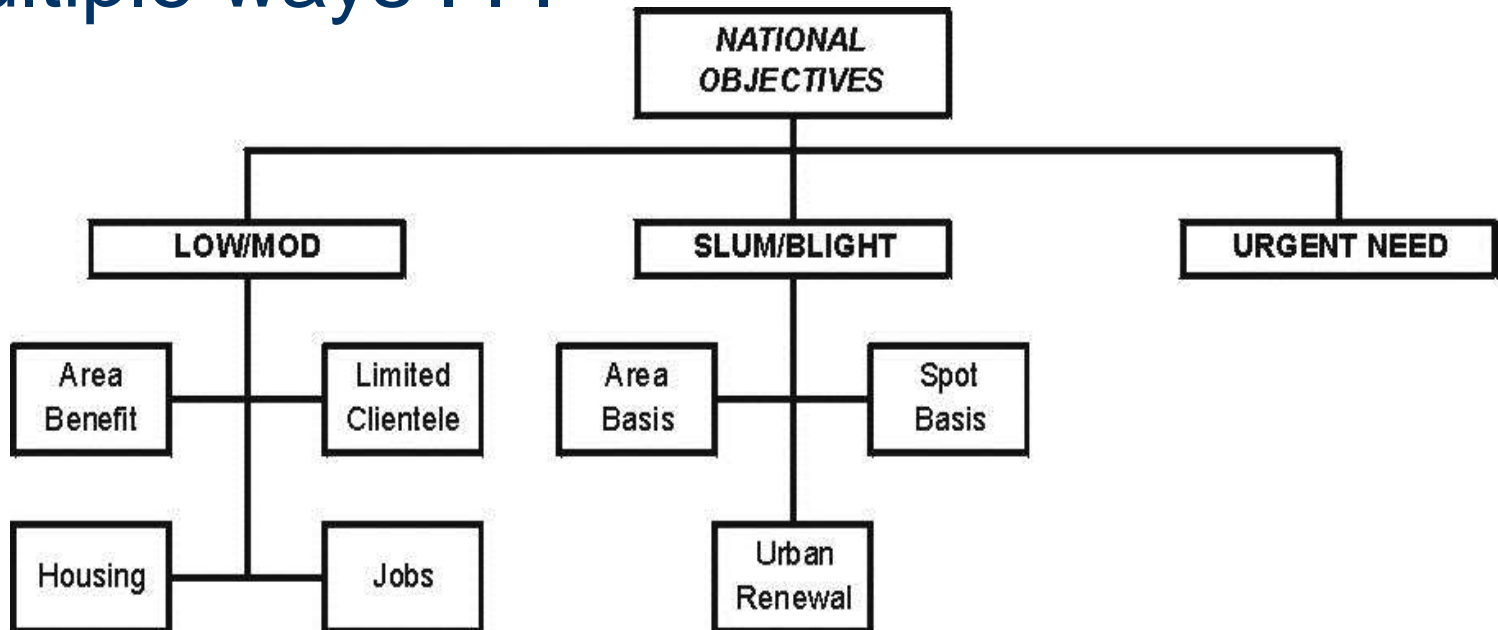 ways . . .
NATIONAL
OBJECTIVES
LOW/MOD
SLUM/BLIGHT
URGENT NEED
Area
Benefit
Limited
Clientele
Area
Basis
Spot
Basis
Housing
Jobs
Urban
Renewal